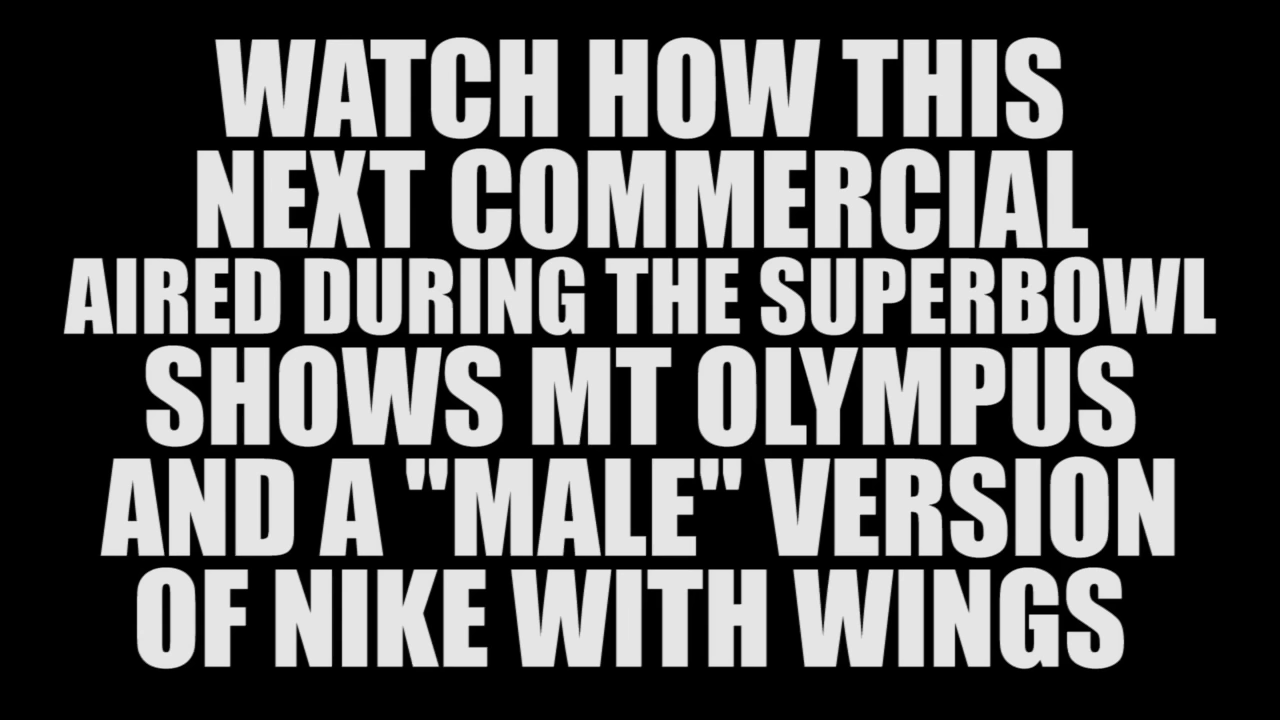 WATCH HOW THIS
NEXT COMMERCIAL
AIRED DURING THE SUPERBOWL
SHOWS MT OLYMPUS
AND A "MALE" VERSION
OF NIKE WITH WINGS